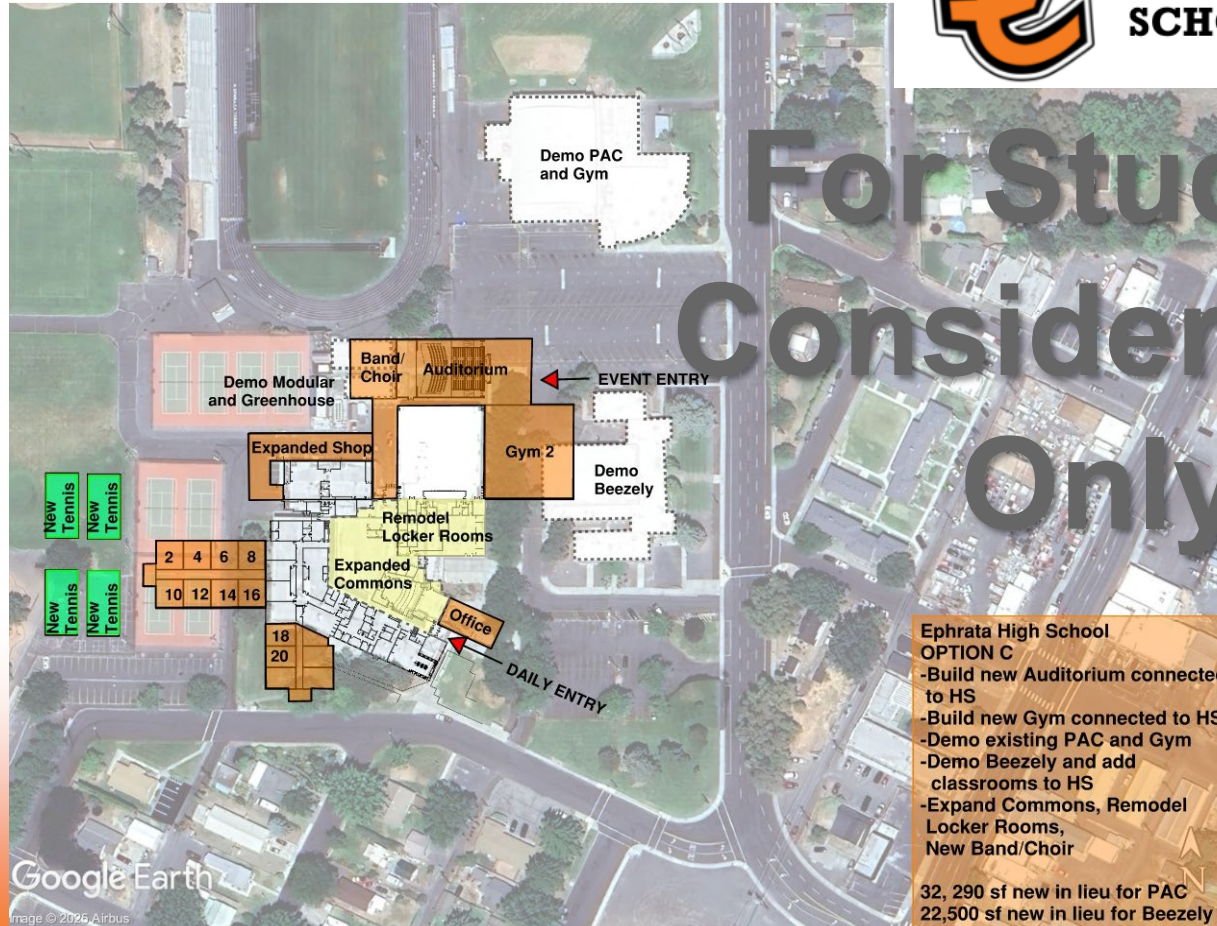 SCHO
For Stud
Consider
Only
Demo PAC
and Gym
Band/
Choir
Auditorium
EVENT ENTRY
Demo Modular
and Greenhouse
Expanded Shop
Gym 2
Demo
Beezely
New
Tennis
New
Tennis
Remodel
Locker Rooms
2 4 6 8
Expanded
Commons
10 12 14 16
New
Tennis
New
Tennis
Office
18
20
DAILY ENTRY
Ephrata High School
OPTION C
-Build new Auditorium connected
to HS
-Build new Gym connected to HS
-Demo existing PAC and Gym
-Demo Beezely and add
classrooms to HS
-Expand Commons, Remodel
Locker Rooms,
New Band/Choir
N
32, 290 sf new in lieu for PAC
22,500 sf new in lieu for Beezely
Google Earth
mage © 2025 Airbus